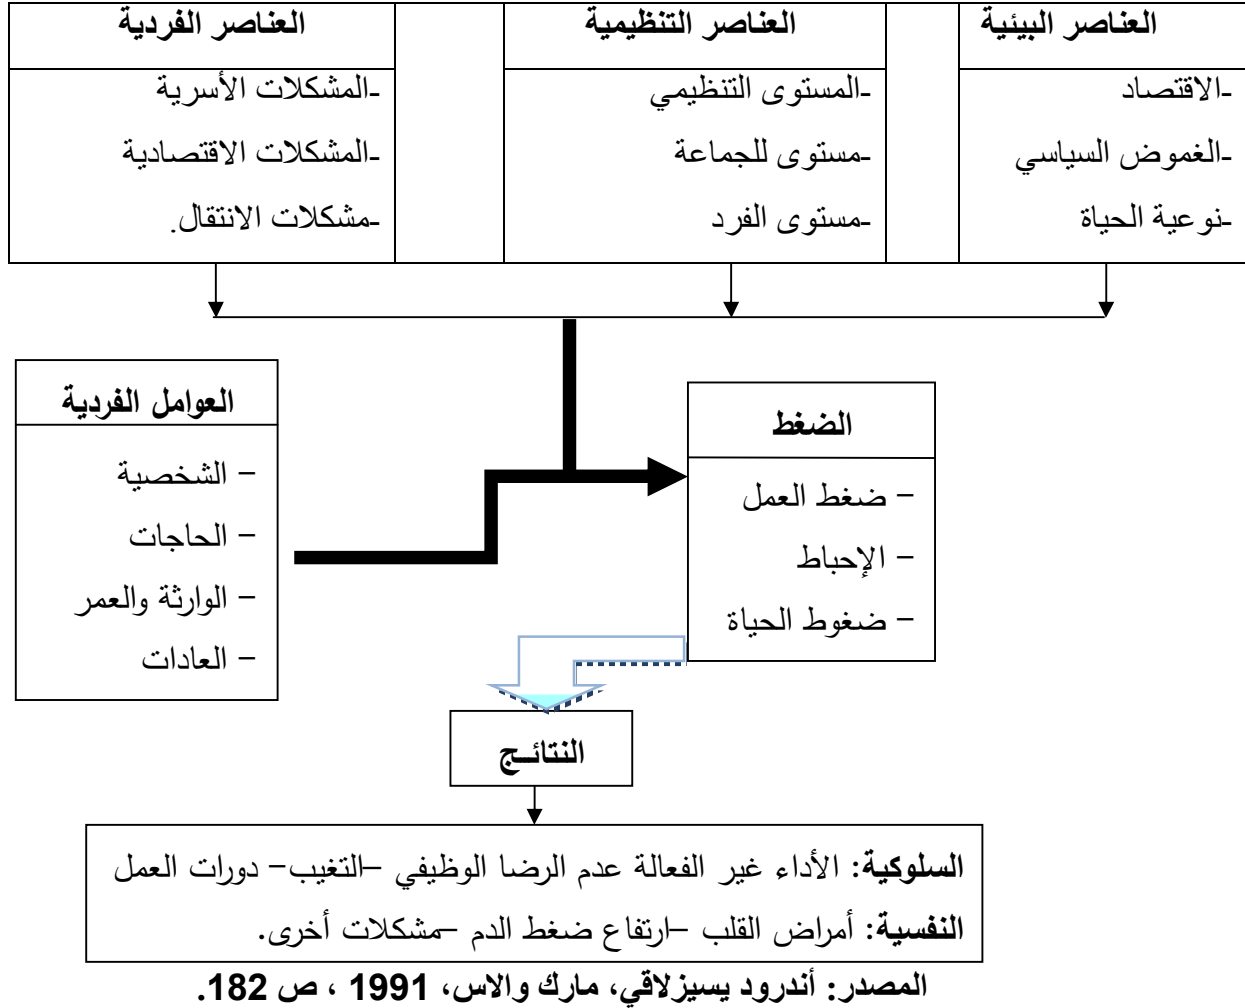 العناصر البيئية
-الاقتصاد
-الغموض السياسي
-نوعية الحياة
العناصر التنظيمية
-المستوى التنظيمي
-مستوى للجماعة
-مستوى الفرد
العناصر الفردية
-المشكلات الأسرية
-المشكلات الاقتصادية
-مشكلات الانتقال.
الضغط
– ضغط العمل
– الإحباط
– ضغوط الحياة
العوامل الفردية
– الشخصية
– الحاجات
– الوارثة والعمر
– العادات
النتائـج
السلوكية: الأداء غير الفعالة عدم الرضا الوظيفي –التغيب– دورات العمل
النفسية: أمراض القلب –ارتفاع ضغط الدم –مشكلات أخرى.
المصدر: أندرود يسيزلاقي، مارك والاس، 1991 ، ص 182.